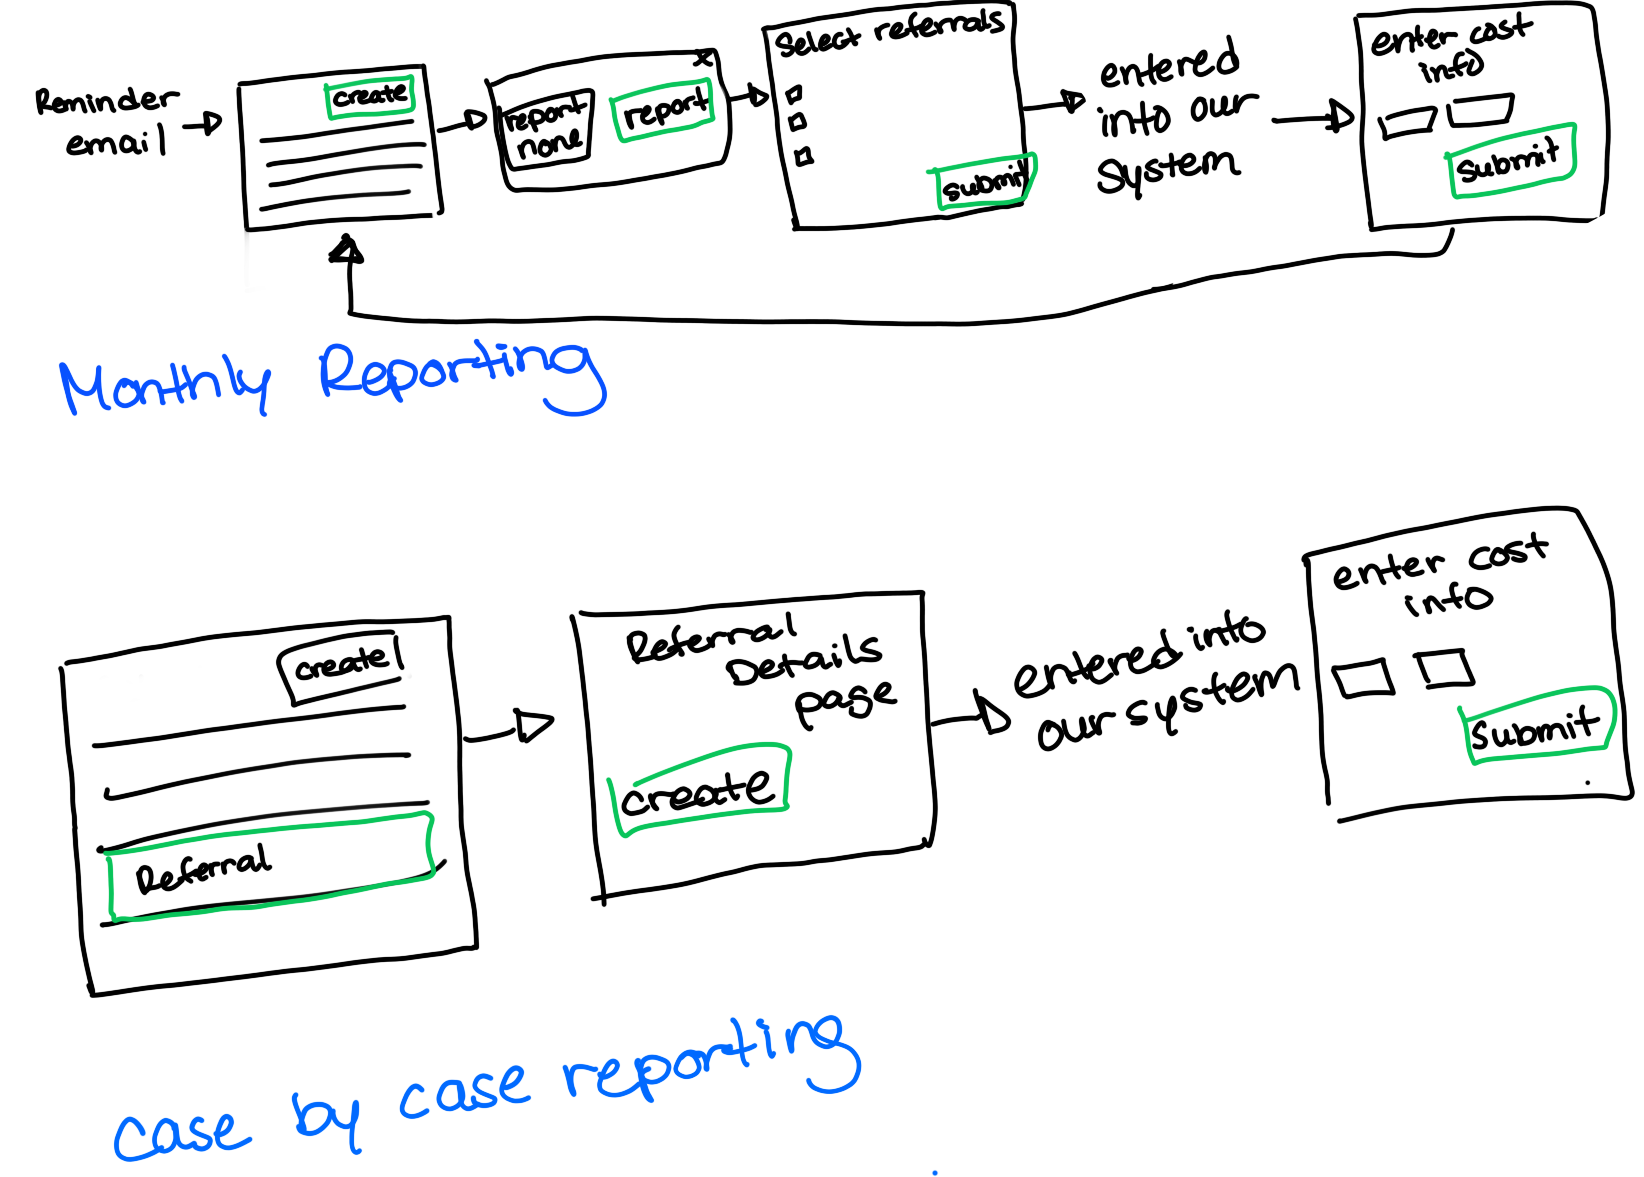 Reminder
email
create
report
none
x
report
Select referrals
submit
entered
into our
system
enter cost
info
submit
Monthly Reporting
create
Referral
Referral
Details
page
create
entered into
our system
enter cost
info
submit
case by case reporting